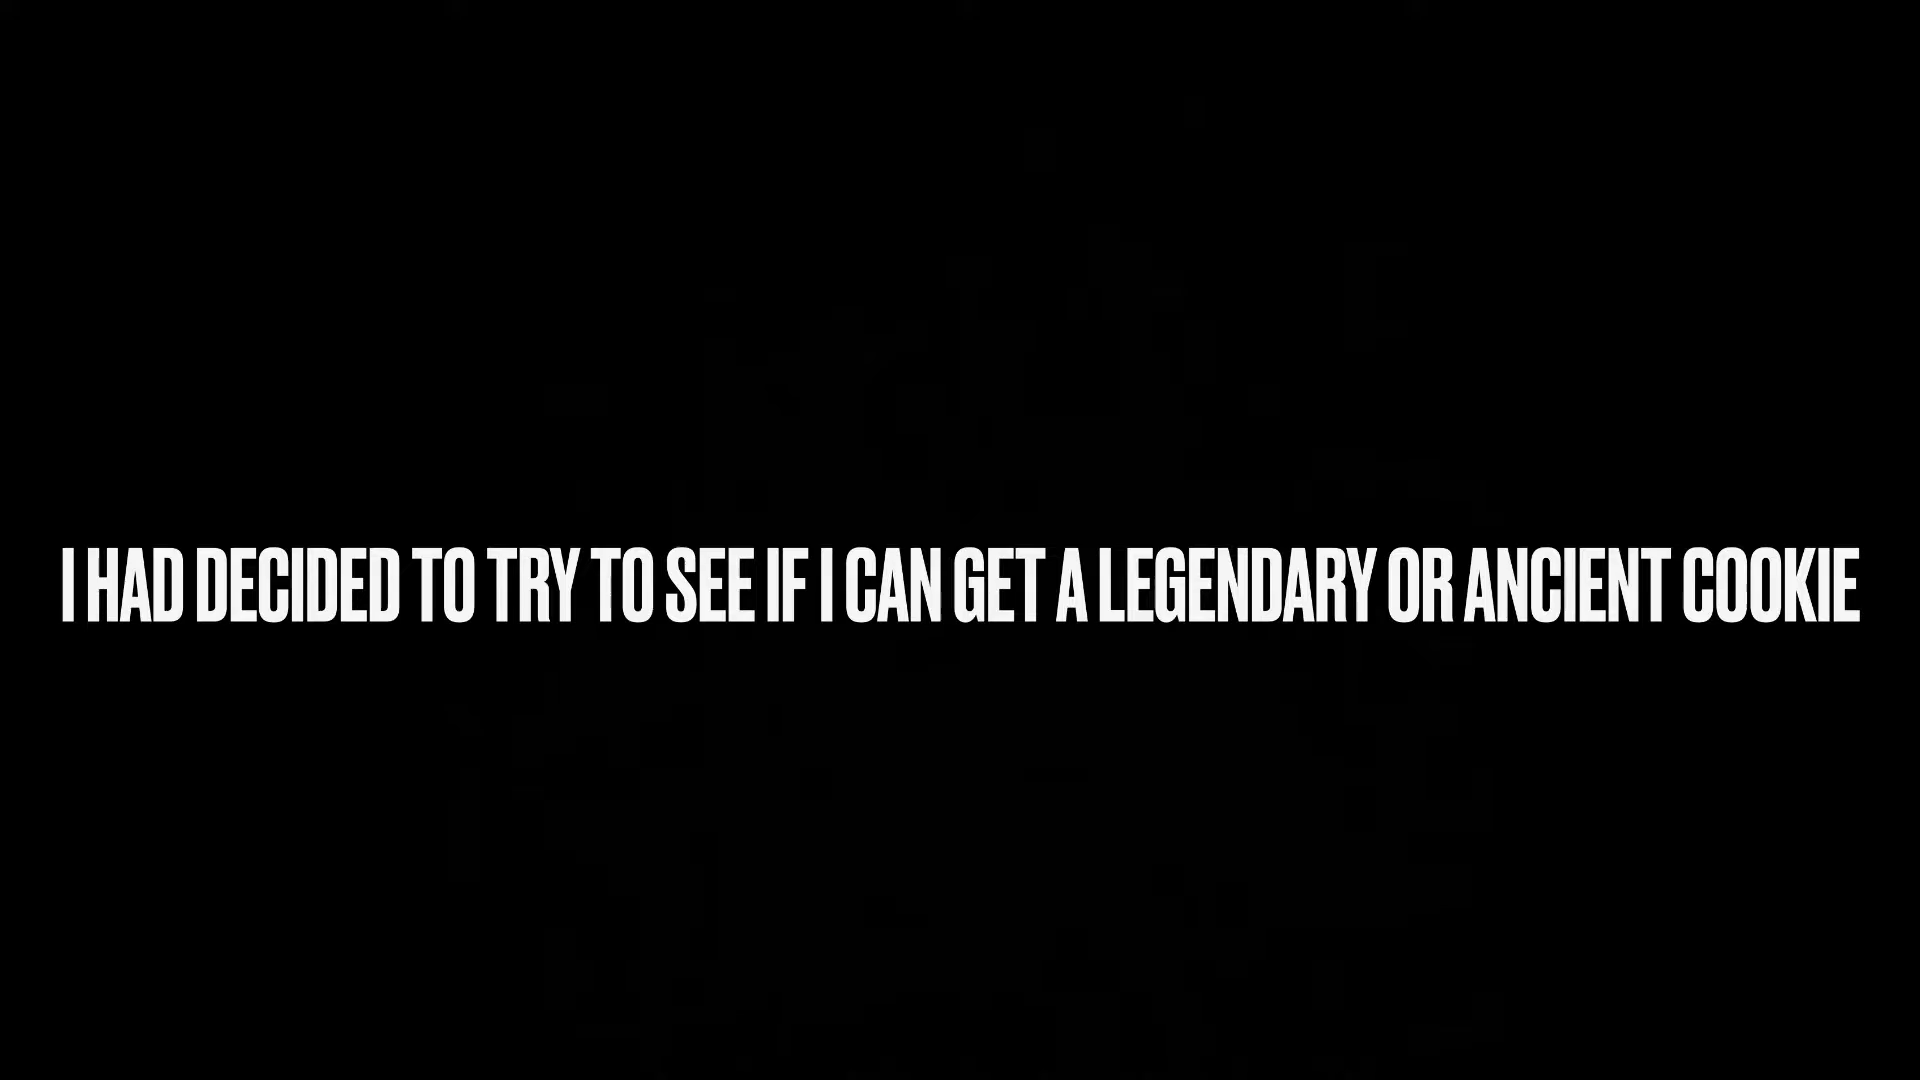 I HAD DECIDED TO TRY TO SEE IF I CAN GET A LEGENDARY OR ANCIENT COOKIE